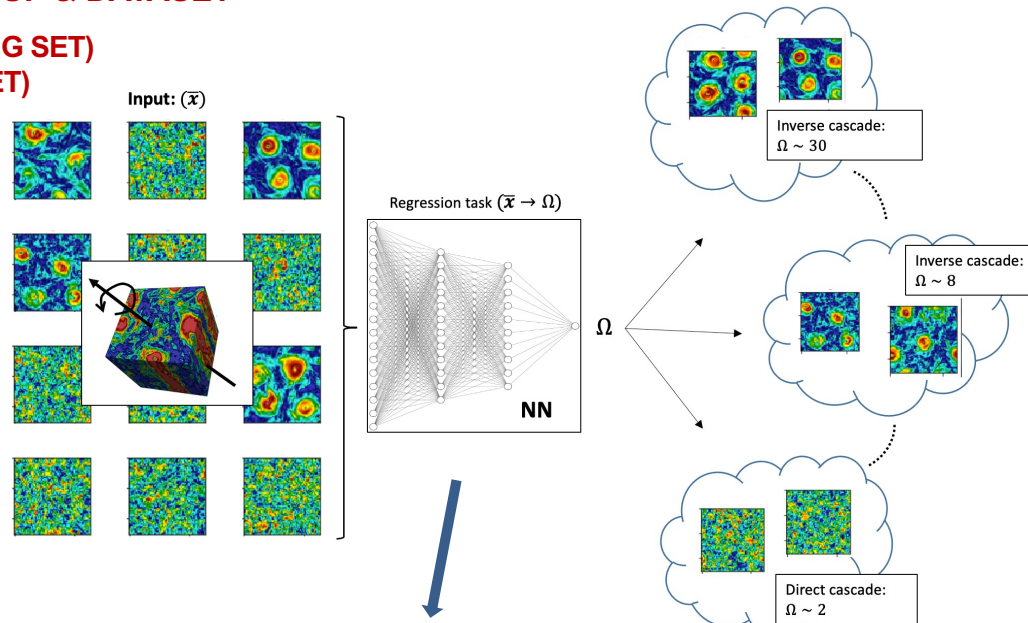 G SET)
ET)
Input: (x̅)
Regression task (x̅ → Ω)
NN
Ω
Inverse cascade:
Ω ~ 30
Inverse cascade:
Ω ~ 8
Direct cascade:
Ω ~ 2